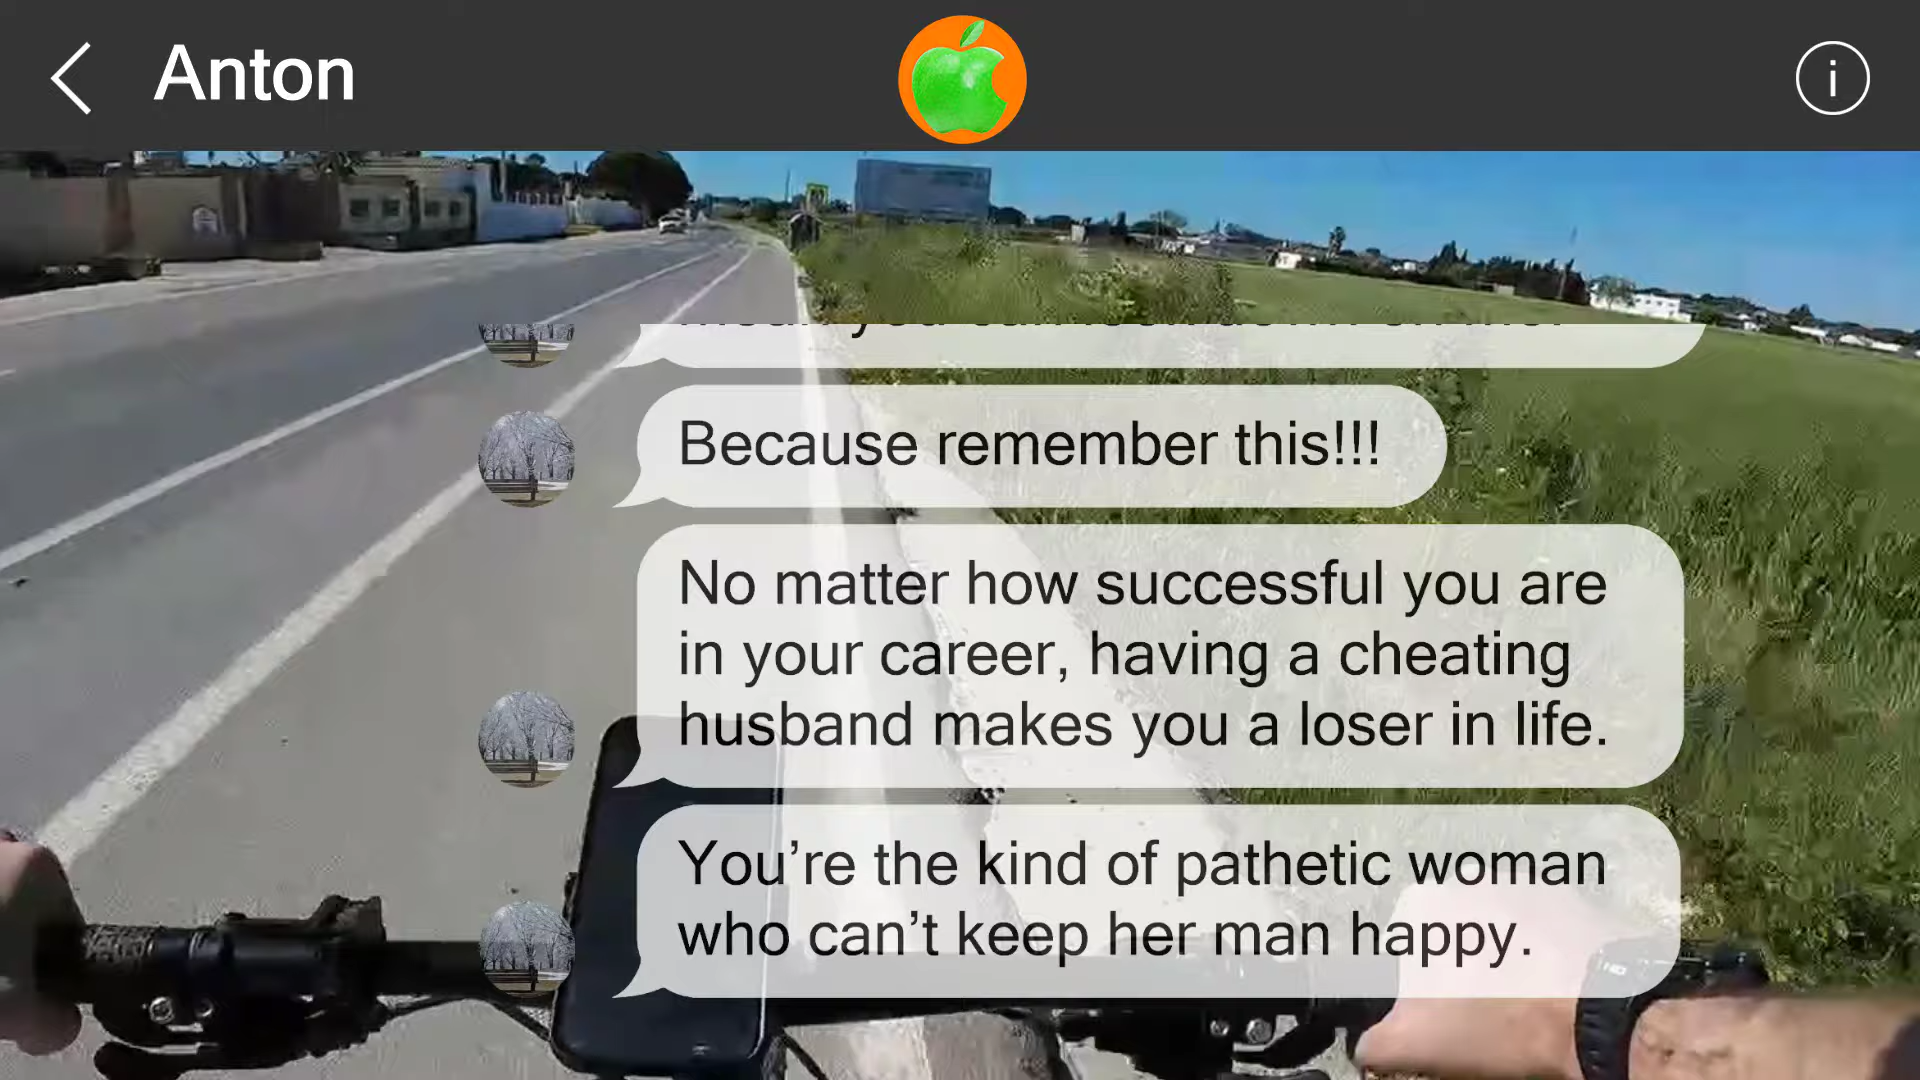 Anton
Because remember this!!!
No matter how successful you are
in your career, having a cheating
husband makes you a loser in life.
You’re the kind of pathetic woman
who can’t keep her man happy.